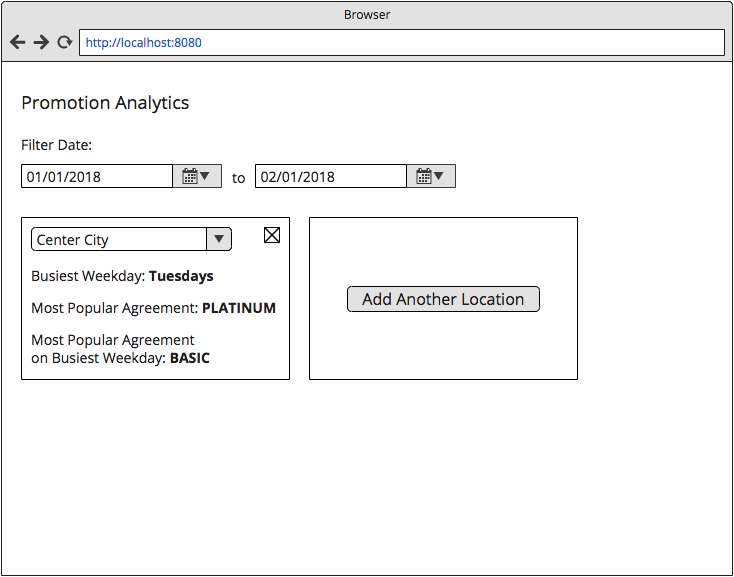 Browser
http://localhost:8080
Promotion Analytics
Filter Date:
01/01/2018 to 02/01/2018
Center City
Busiest Weekday: Tuesdays
Most Popular Agreement: PLATINUM
Most Popular Agreement
on Busiest Weekday: BASIC
Add Another Location